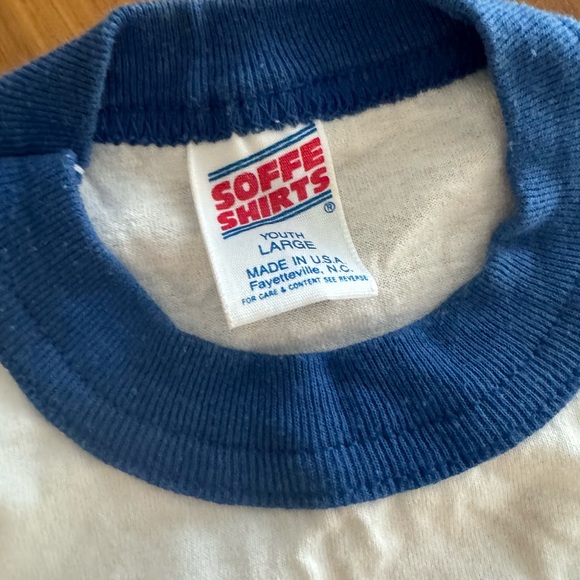 SOFFE
SHIRTS®
YOUTH
LARGE
MADE IN U.S.A.
Fayetteville, N.C.
FOR CARE & CONTENT SEE REVERSE